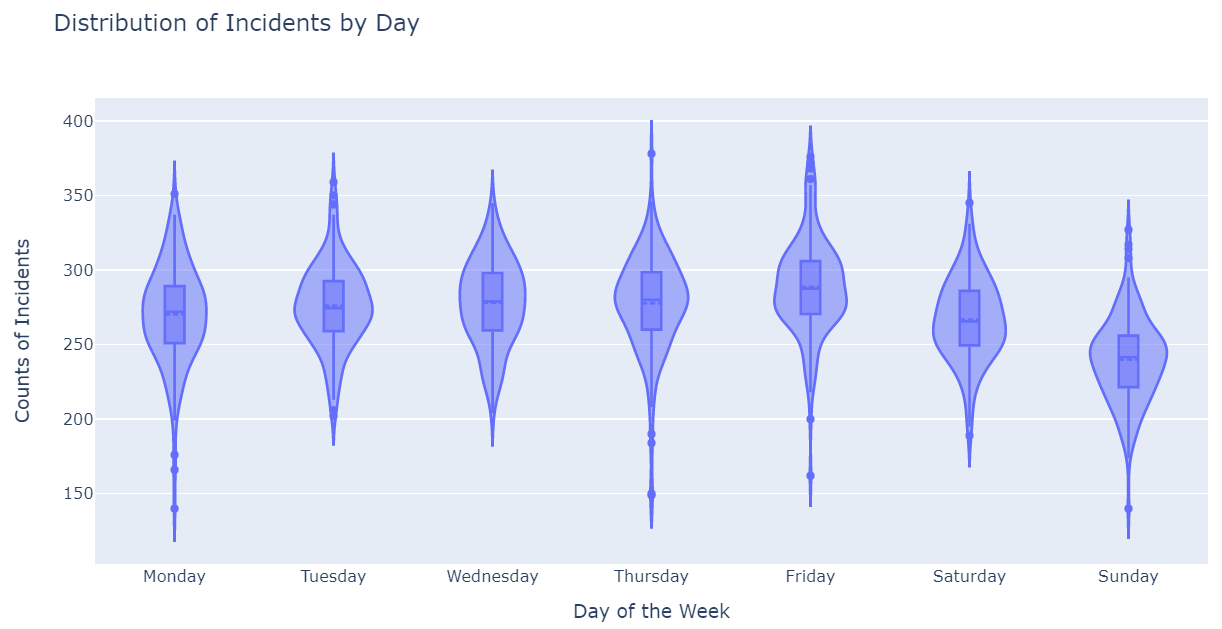 Distribution of Incidents by Day
400
350
300
250
200
150
Counts of Incidents
Monday Tuesday Wednesday Thursday Friday Saturday Sunday
Day of the Week